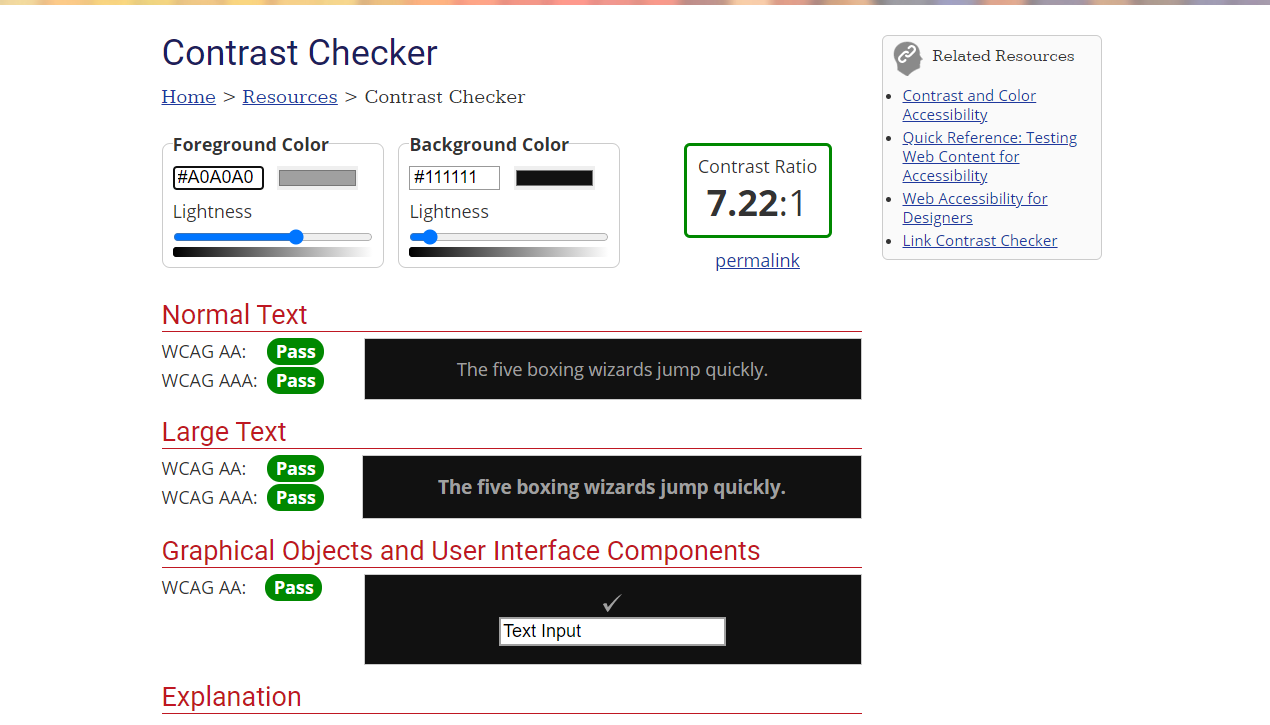 Contrast Checker
Home > Resources > Contrast Checker
Foreground Color
#A0A0A0
Lightness
Background Color
#111111
Lightness
Contrast Ratio
7.22:1
permalink
Normal Text
WCAG AA: Pass
WCAG AAA: Pass
The five boxing wizards jump quickly.
Large Text
WCAG AA: Pass
WCAG AAA: Pass
The five boxing wizards jump quickly.
Graphical Objects and User Interface Components
WCAG AA: Pass
✓
Text Input
Explanation
Related Resources
Contrast and Color
Accessibility
Quick Reference: Testing
Web Content for
Accessibility
Web Accessibility for
Designers
Link Contrast Checker